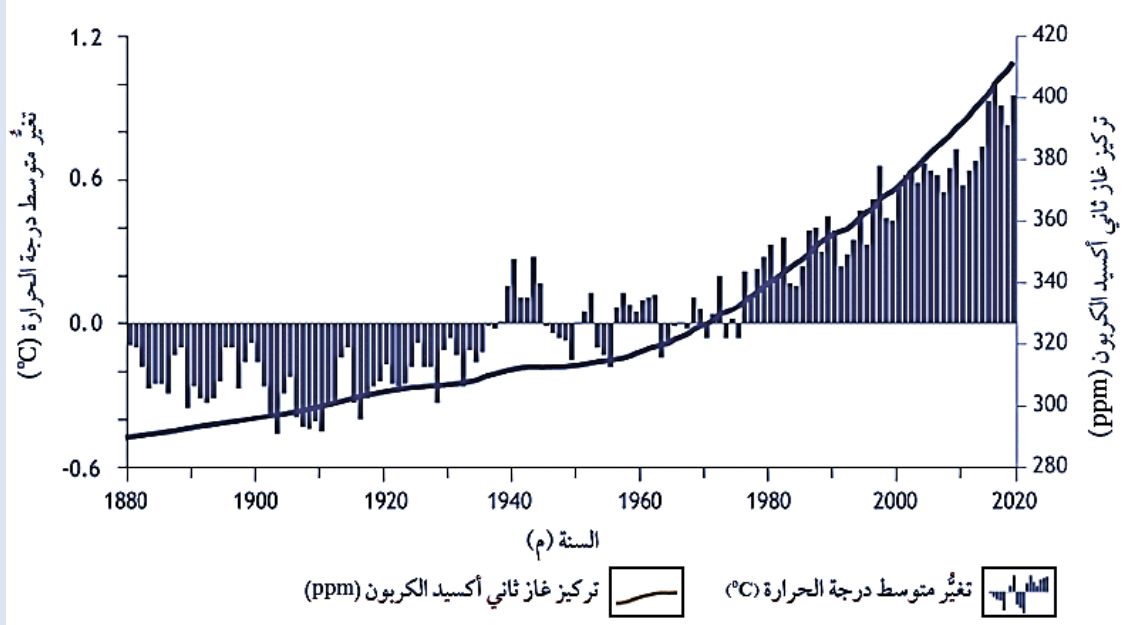 تغيُّر متوسط درجة الحرارة (°C)
1.2
0.6
0.0
-0.6
تركيز غاز ثاني أكسيد الكربون (ppm)
420
400
380
360
340
320
300
280
1880 1900 1920 1940 1960 1980 2000 2020
السنة (م)
تغيُّر متوسط درجة الحرارة (°C)
تركيز غاز ثاني أكسيد الكربون (ppm)